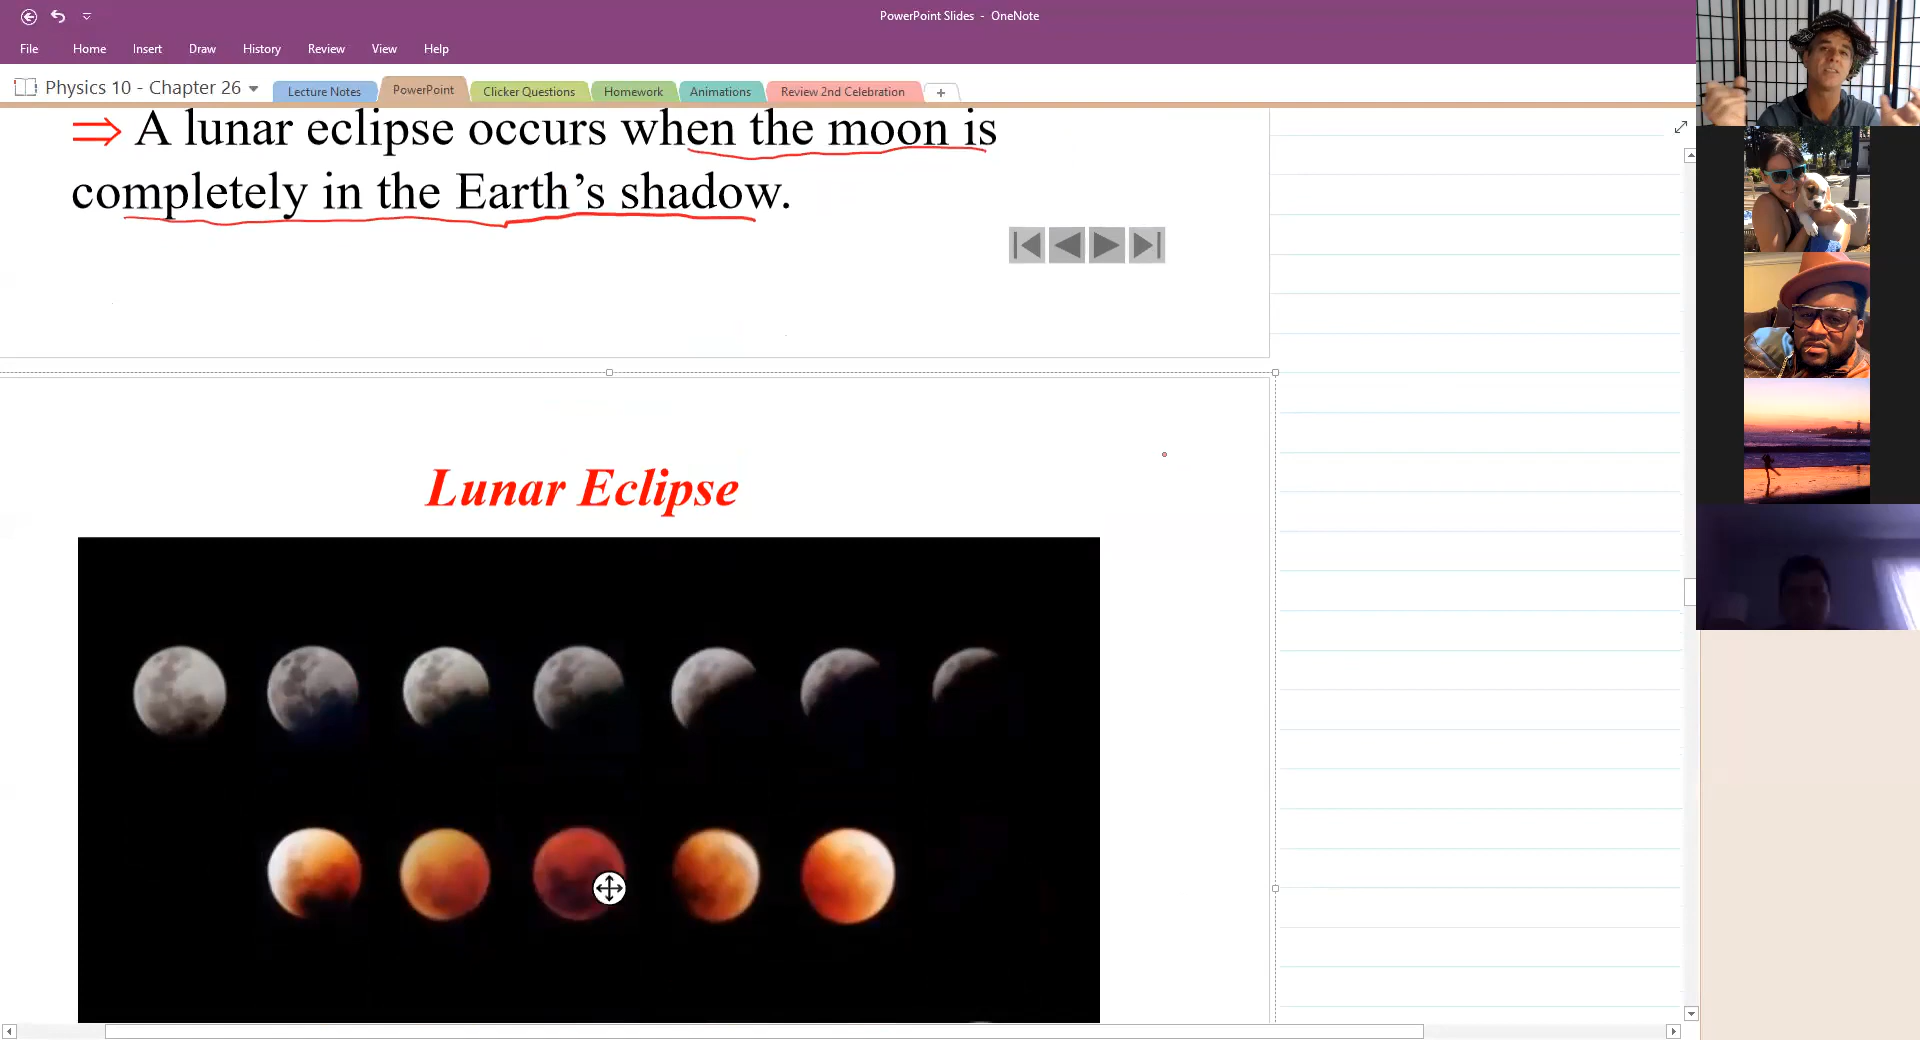 PowerPoint Slides - OneNote
File Home Insert Draw History Review View Help
Physics 10 - Chapter 26 Lecture Notes PowerPoint Clicker Questions Homework Animations Review 2nd Celebration +
⇒ A lunar eclipse occurs when the moon is
completely in the Earth's shadow.
Lunar Eclipse